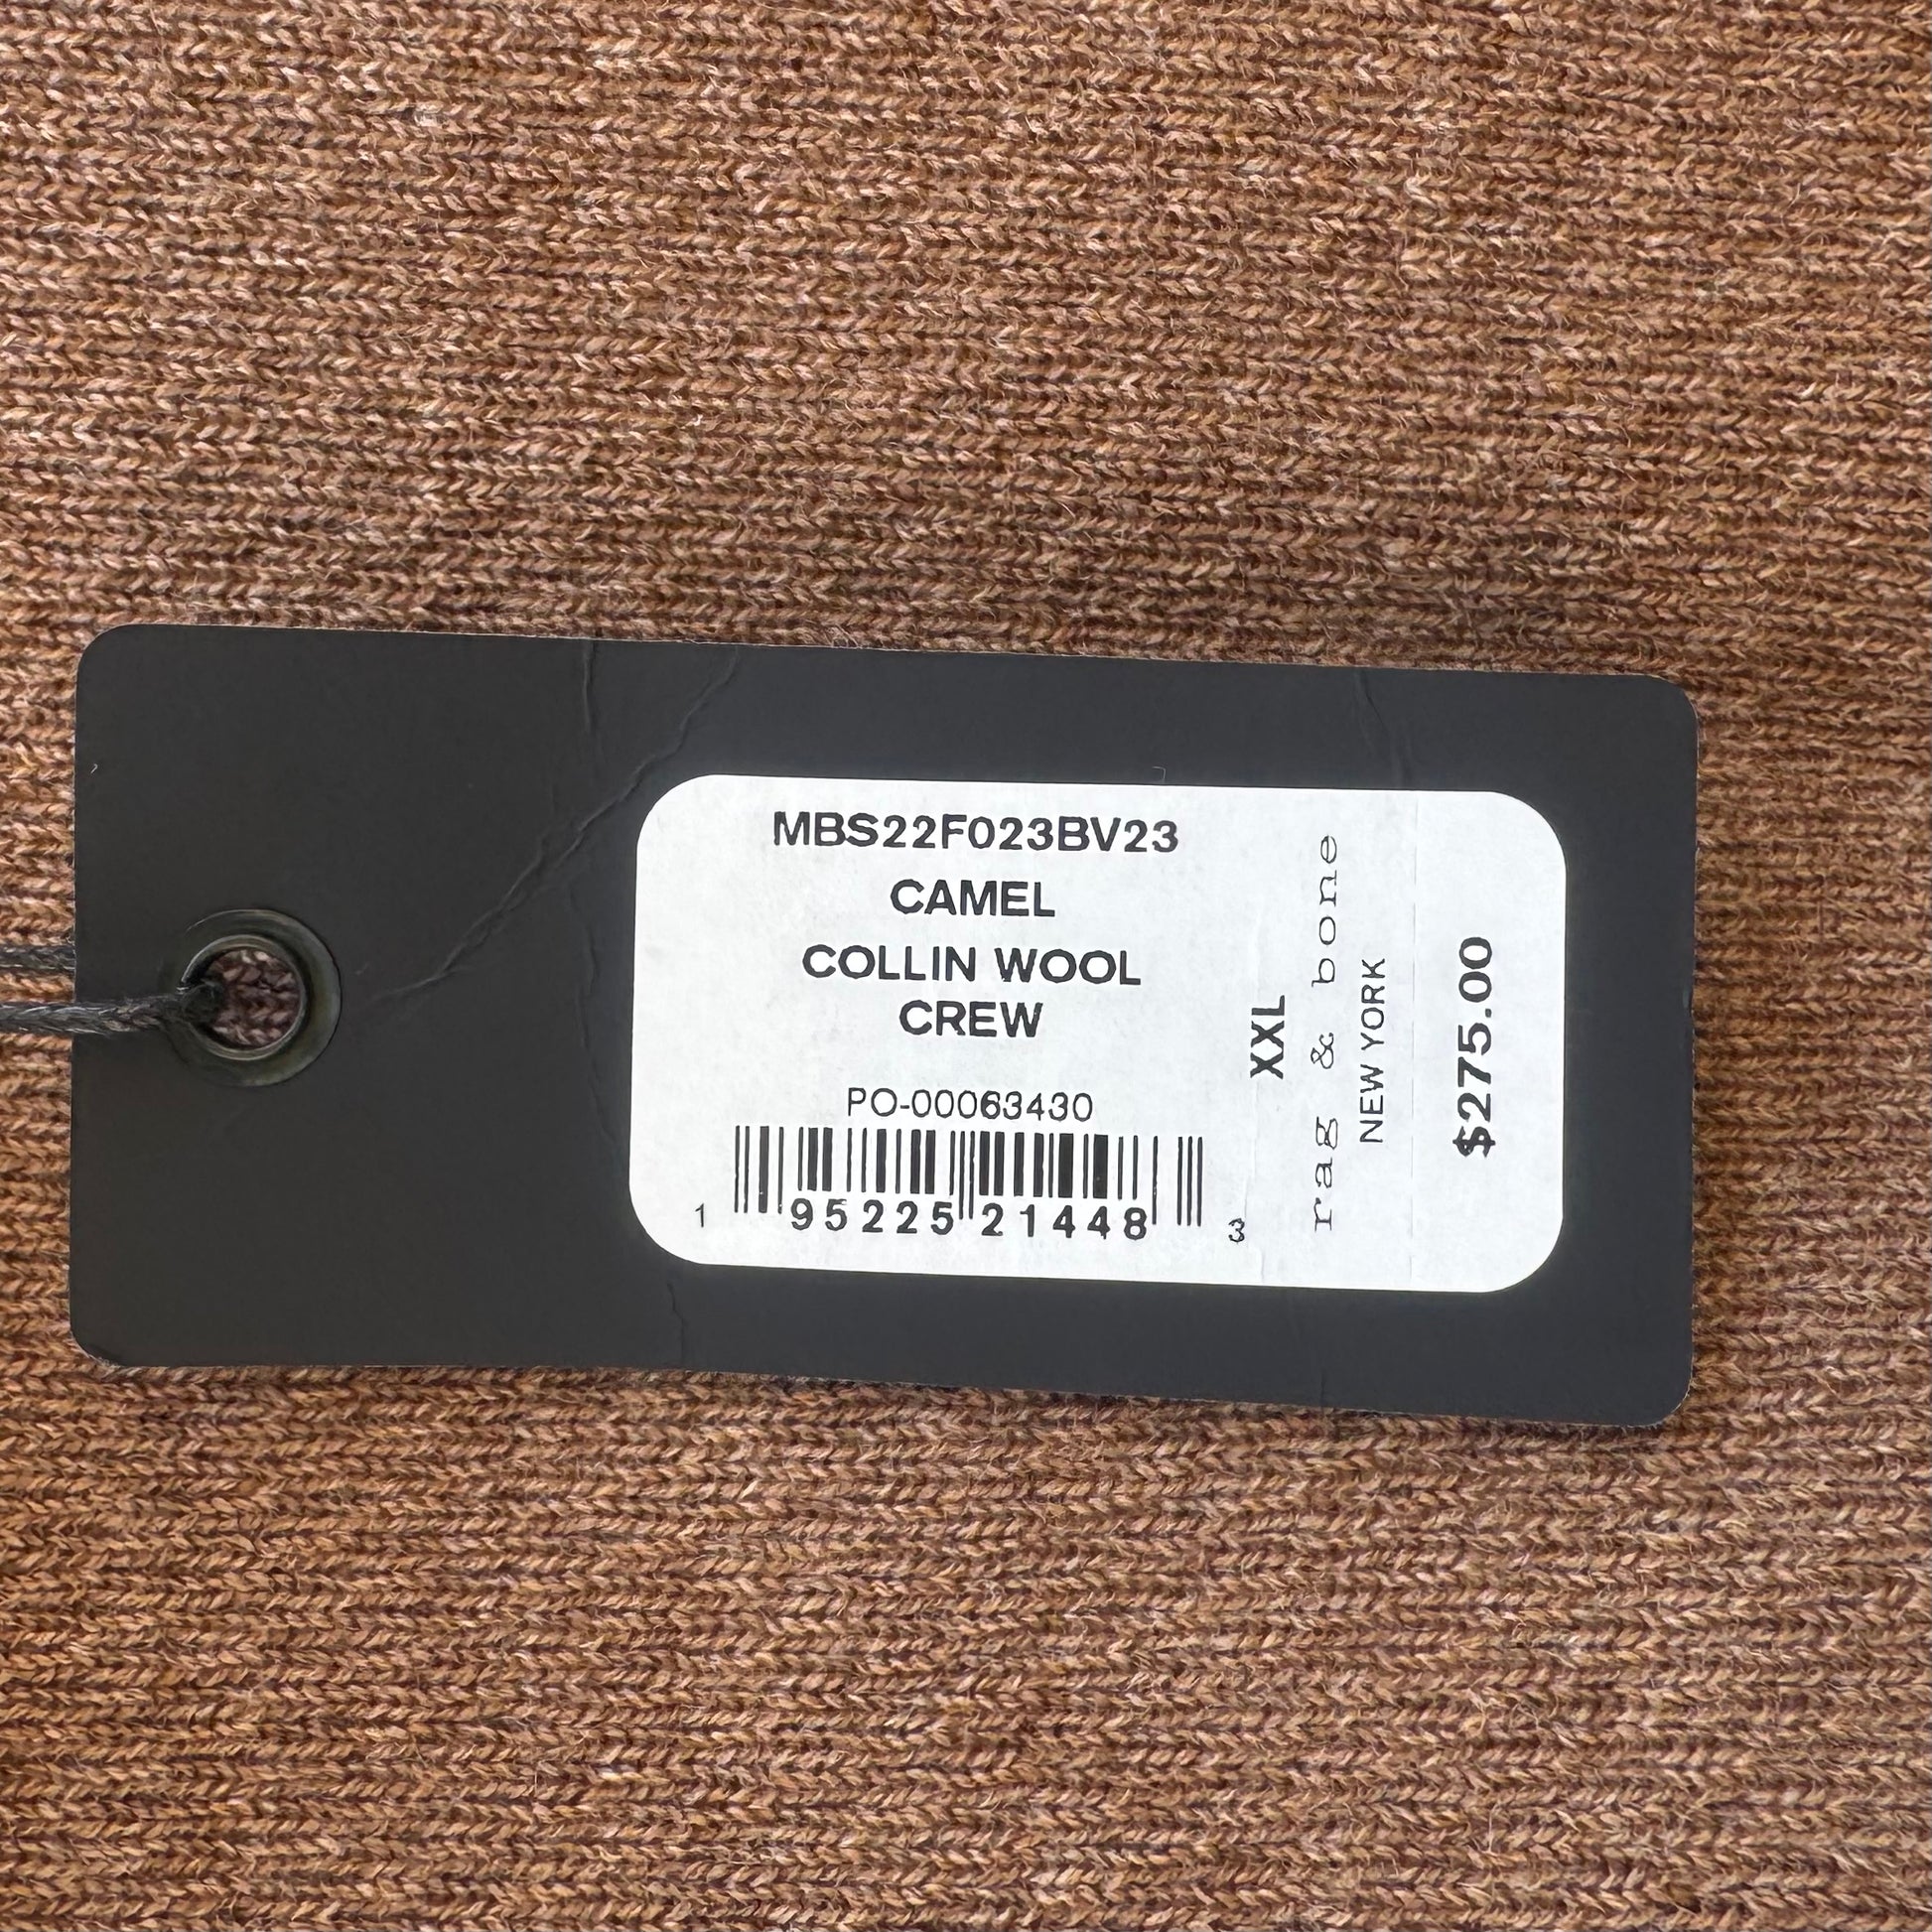 MBS22F023BV23
CAMEL
COLLIN WOOL
CREW
PO-00063430
1 95225 21448 3
XXL
rag & bone
NEW YORK
$275.00